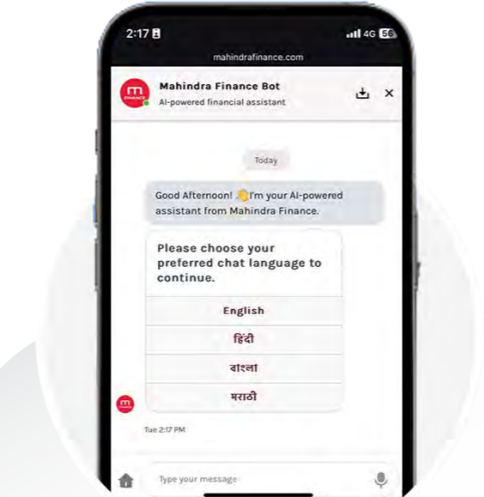 2:17
4G 66
mahindrafinance.com
Mahindra Finance Bot
AI-powered financial assistant
FINANCE
Today
Good Afternoon! 👋I'm your AI-powered
assistant from Mahindra Finance.
Please choose your
preferred chat language to
continue.
English
हिंदी
বাংলা
मराठी
Tue 2:17 PM
Type your message